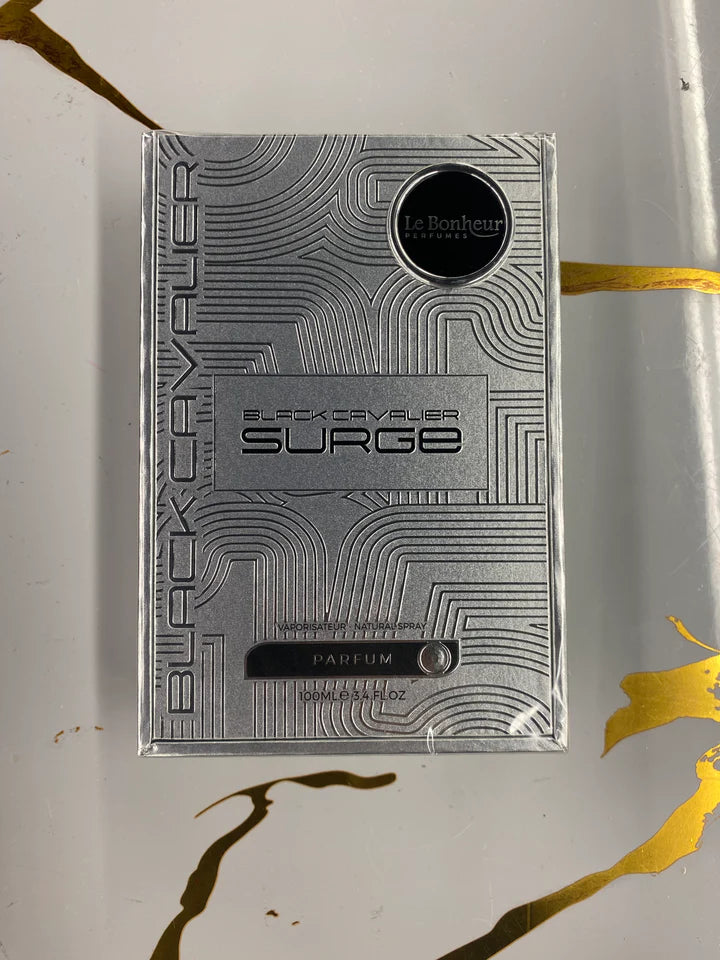 Le Bonheur
PERFUMES
BLACK CAVALIER
BLACK CAVALIER
SURGE
VAPORISATEUR - NATURAL SPRAY
PARFUM
100ML℮ 3.4.FL.OZ